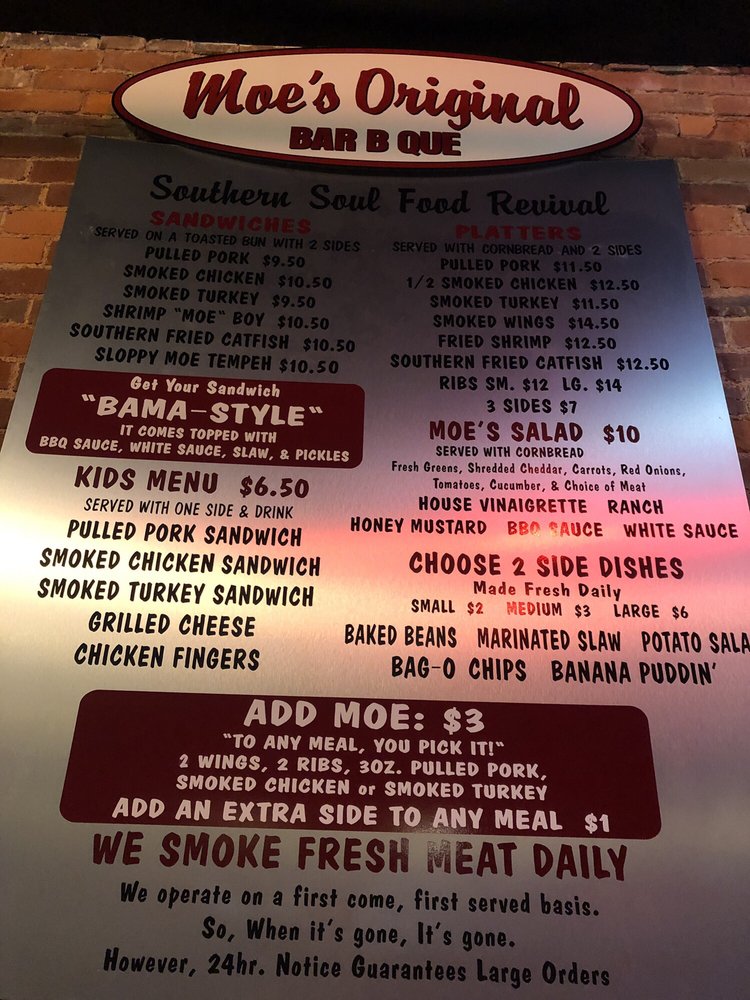 Moe's Original
BAR B QUE
Southern Soul Food Revival
SANDWICHES
SERVED ON A TOASTED BUN WITH 2 SIDES
PULLED PORK $9.50
SMOKED CHICKEN $10.50
SMOKED TURKEY $9.50
SHRIMP "MOE" BOY $10.50
SOUTHERN FRIED CATFISH $10.50
SLOPPY MOE TEMPEH $10.50
Get Your Sandwich
"BAMA-STYLE"
IT COMES TOPPED WITH
BBQ SAUCE, WHITE SAUCE, SLAW, & PICKLES
KIDS MENU $6.50
SERVED WITH ONE SIDE & DRINK
PULLED PORK SANDWICH
SMOKED CHICKEN SANDWICH
SMOKED TURKEY SANDWICH
GRILLED CHEESE
CHICKEN FINGERS
PLATTERS
SERVED WITH CORNBREAD AND 2 SIDES
PULLED PORK $11.50
1/2 SMOKED CHICKEN $12.50
SMOKED TURKEY $11.50
SMOKED WINGS $14.50
FRIED SHRIMP $12.50
SOUTHERN FRIED CATFISH $12.50
RIBS SM. $12 LG. $14
3 SIDES $7
MOE'S SALAD $10
SERVED WITH CORNBREAD
Fresh Greens, Shredded Cheddar, Carrots, Red Onions,
Tomatoes, Cucumber, & Choice of Meat
HOUSE VINAIGRETTE RANCH
HONEY MUSTARD BBQ SAUCE WHITE SAUCE
CHOOSE 2 SIDE DISHES
Made Fresh Daily
SMALL $2 MEDIUM $3 LARGE $6
BAKED BEANS MARINATED SLAW POTATO SALA
BAG-O CHIPS BANANA PUDDIN'
ADD MOE: $3
"TO ANY MEAL, YOU PICK IT!"
2 WINGS, 2 RIBS, 3OZ. PULLED PORK,
SMOKED CHICKEN or SMOKED TURKEY
ADD AN EXTRA SIDE TO ANY MEAL $1
WE SMOKE FRESH MEAT DAILY
We operate on a first come, first served basis.
So, When it's gone, It's gone.
However, 24hr. Notice Guarantees Large Orders